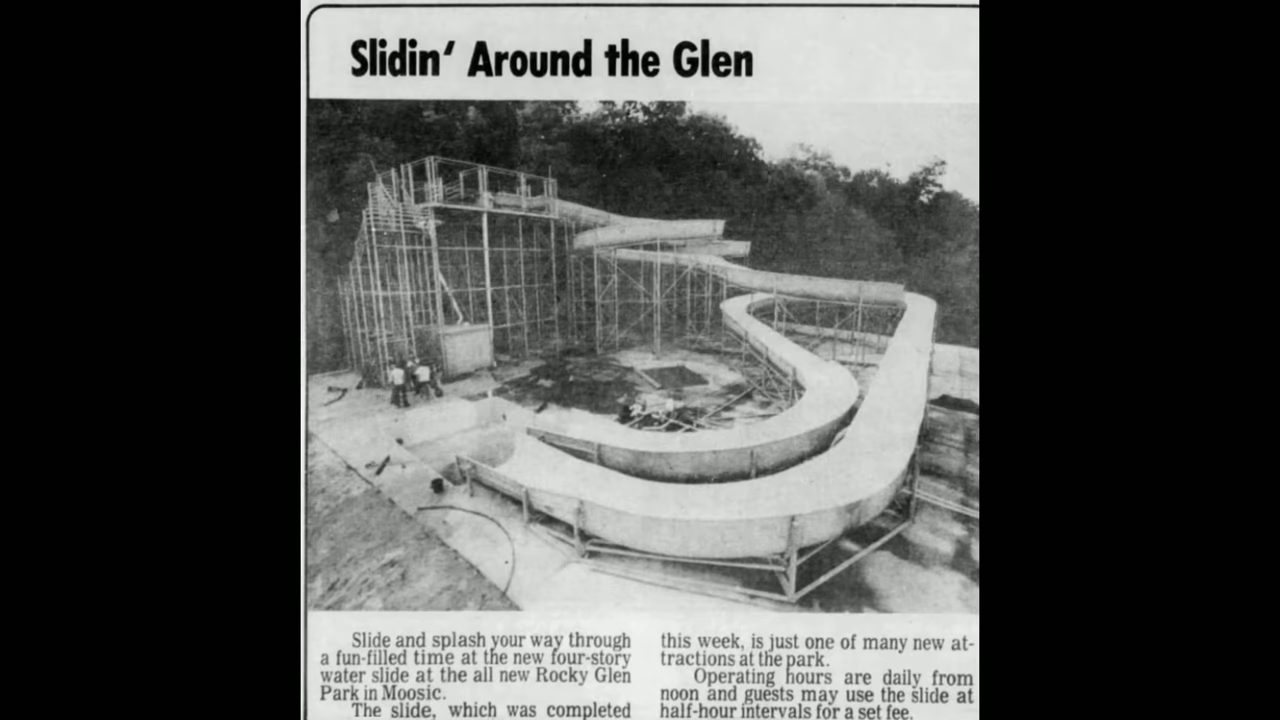 Slidin' Around the Glen
Slide and splash your way through
a fun-filled time at the new four-story
water slide at the all new Rocky Glen
Park in Moosic.
The slide, which was completed
this week, is just one of many new at-
tractions at the park.
Operating hours are daily from
noon and guests may use the slide at
half-hour intervals for a set fee.